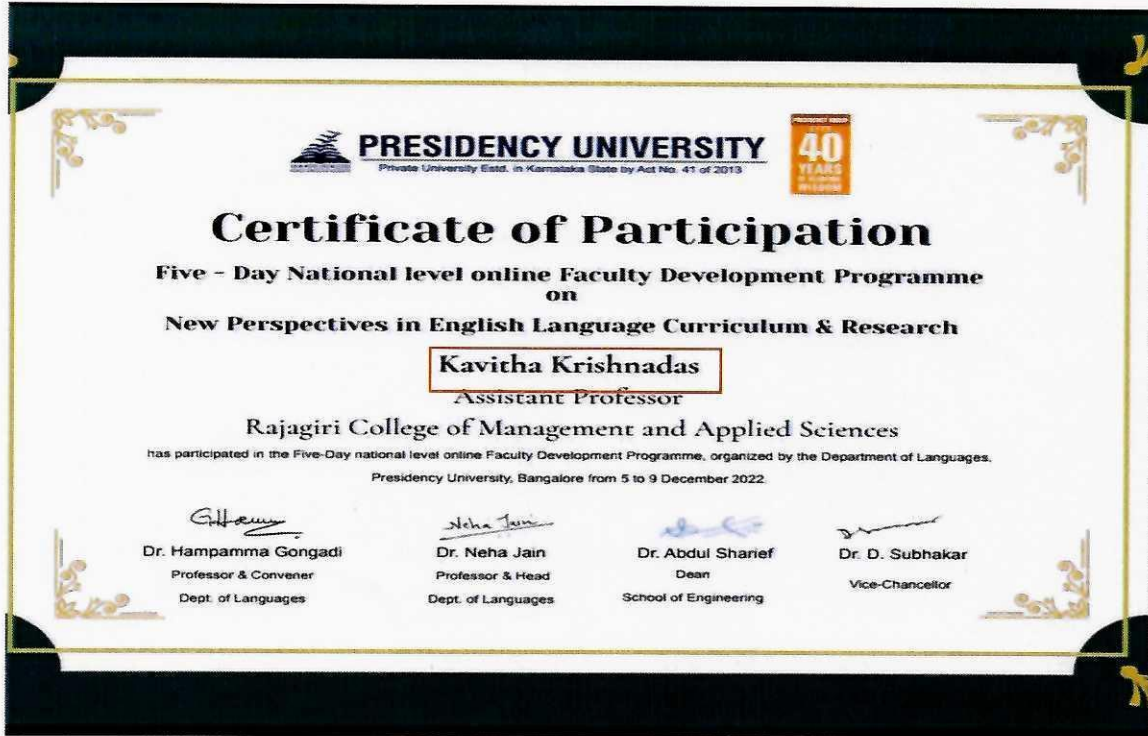 PRESIDENCY UNIVERSITY
Private University Estd. in Karnataka State by Act No. 41 of 2013
PRESIDENCY GROUP
40
YEARS
OF ACADEMIC
WISDOM
Certificate of Participation
Five - Day National level online Faculty Development Programme
on
New Perspectives in English Language Curriculum & Research
Kavitha Krishnadas
Assistant Professor
Rajagiri College of Management and Applied Sciences
has participated in the Five-Day national level online Faculty Development Programme, organized by the Department of Languages,
Presidency University, Bangalore from 5 to 9 December 2022
Neha Jain
Dr. Hampamma Gongadi Dr. Neha Jain Dr. Abdul Sharief Dr. D. Subhakar
Professor & Convener Professor & Head Dean Vice-Chancellor
Dept. of Languages Dept. of Languages School of Engineering